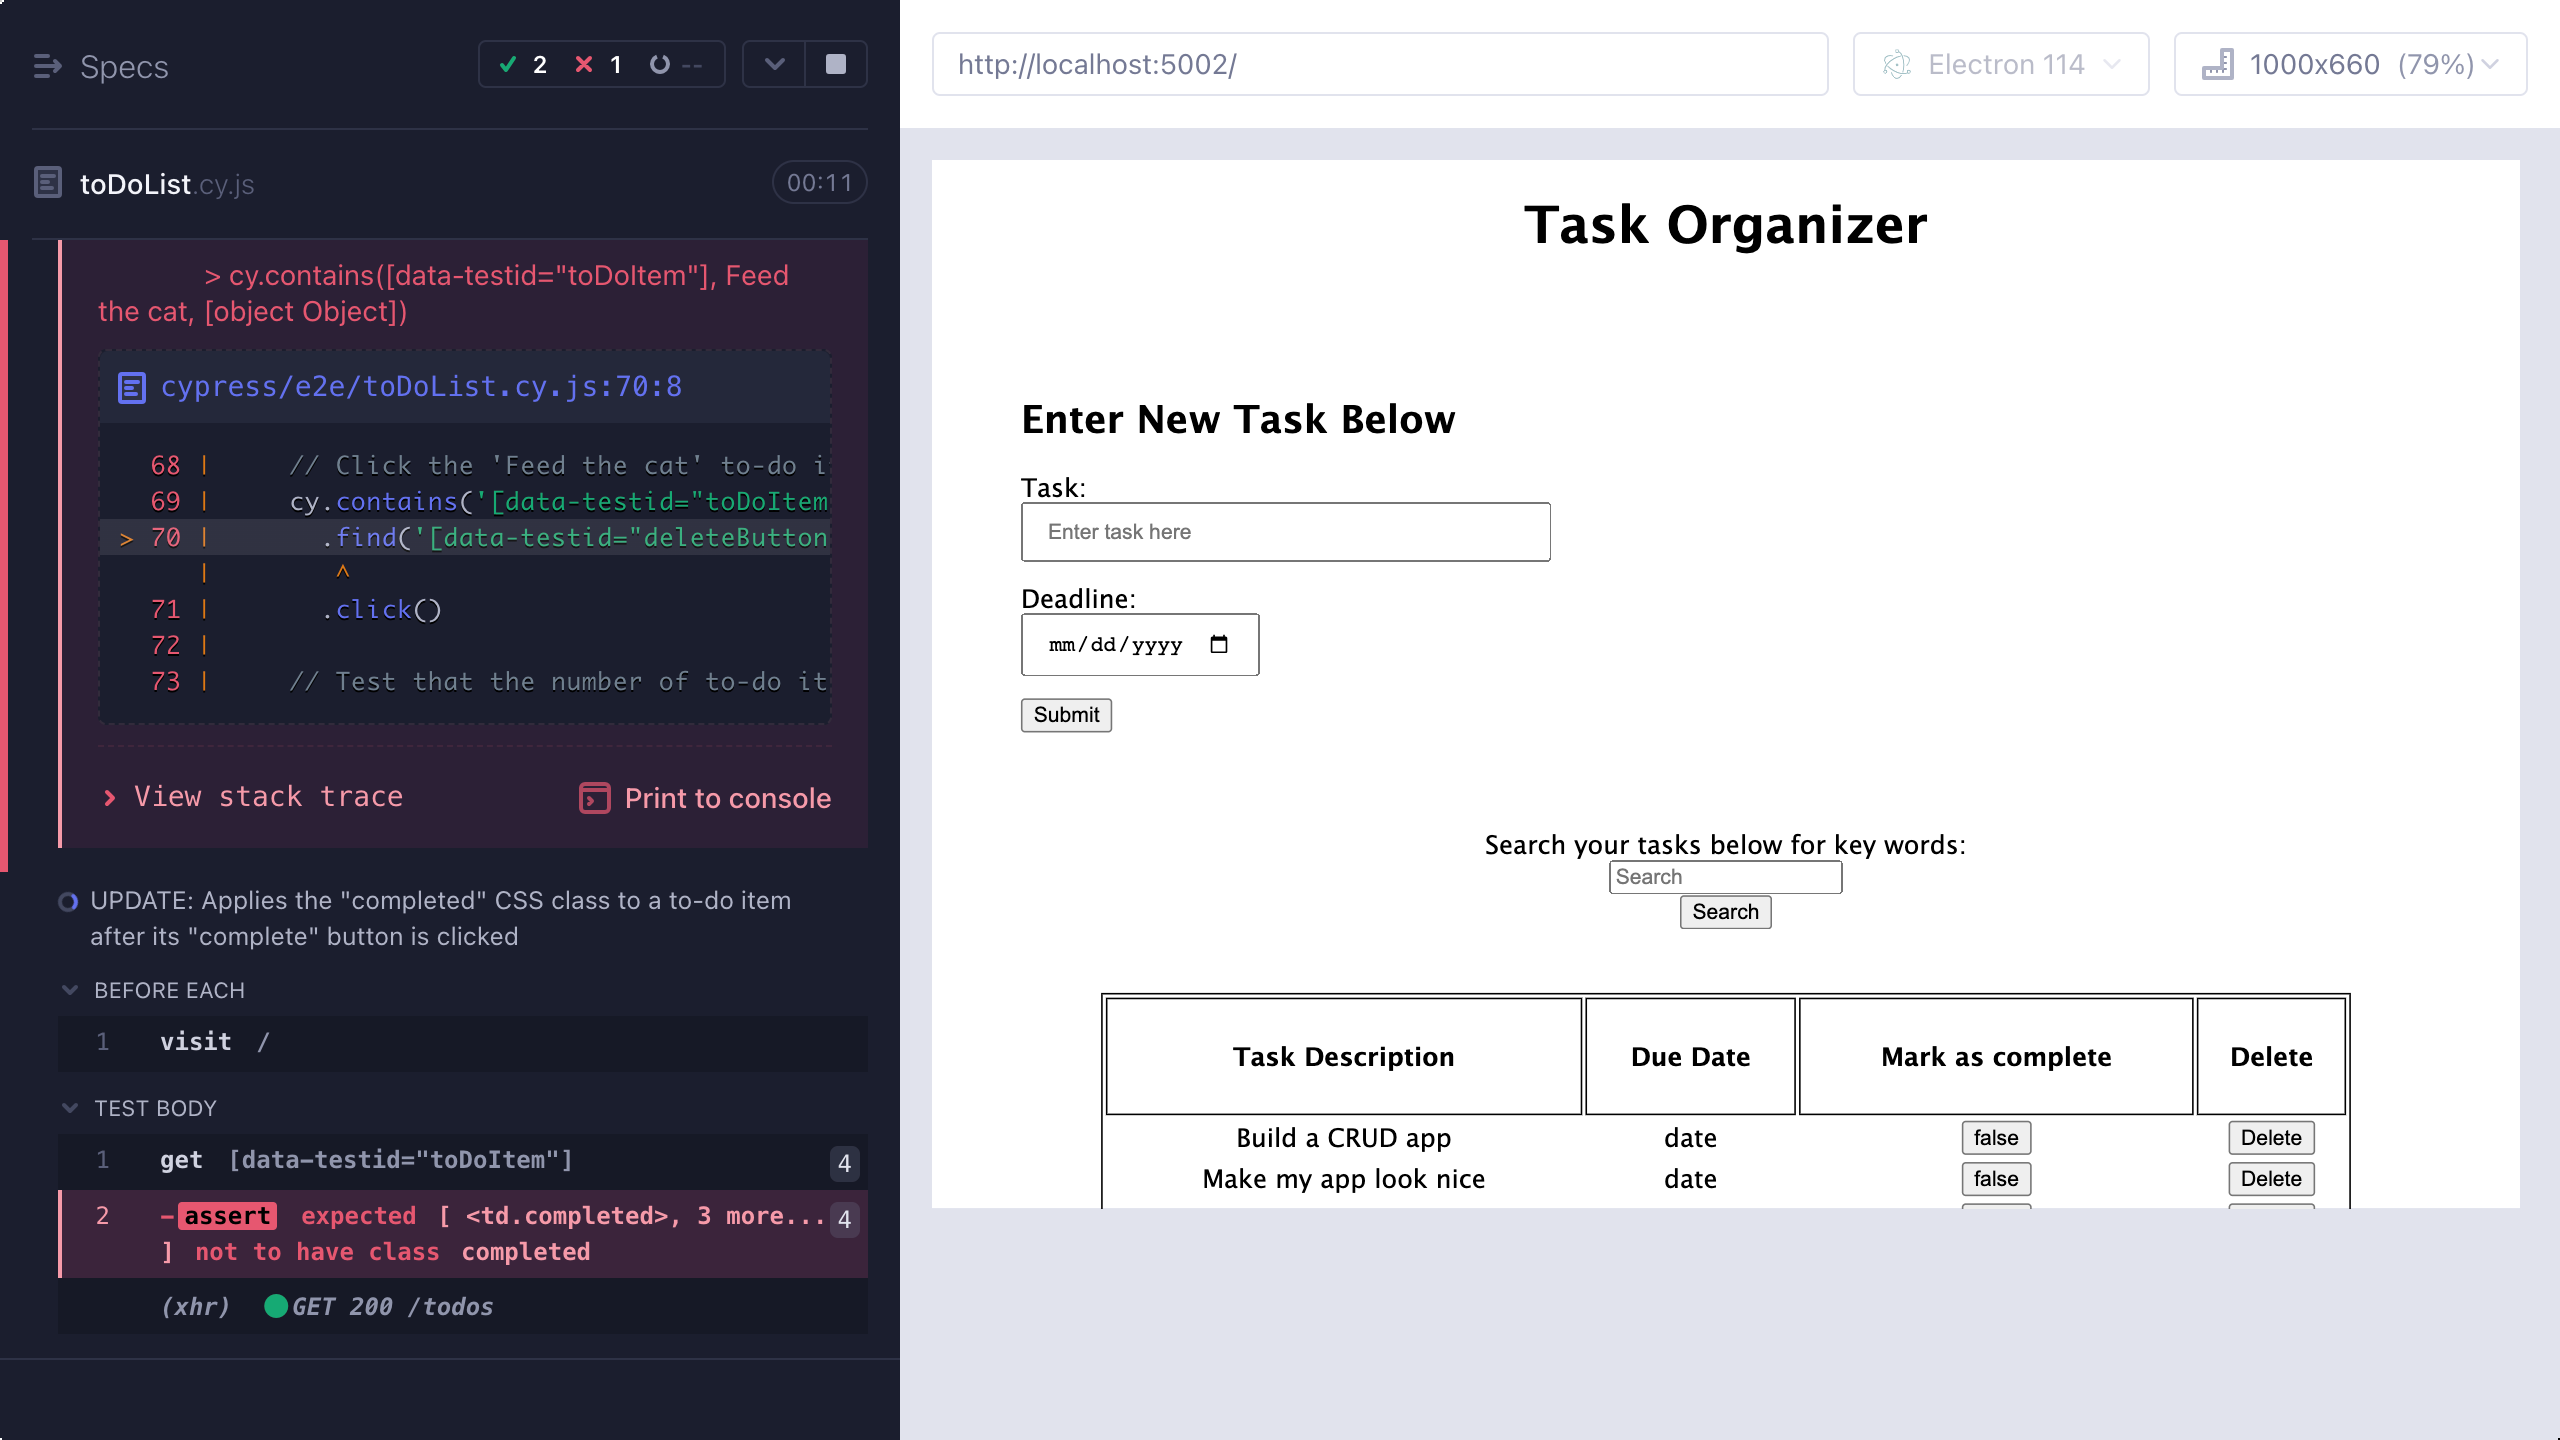 Specs
2 1 --
toDoList.cy.js
00:11
> cy.contains([data-testid="toDoItem"], Feed
the cat, [object Object])
cypress/e2e/toDoList.cy.js:70:8
68 | // Click the 'Feed the cat' to-do i
69 | cy.contains('[data-testid="toDoItem
> 70 | .find('[data-testid="deleteButton
| ^
71 | .click()
72 |
73 | // Test that the number of to-do it
View stack trace
Print to console
UPDATE: Applies the "completed" CSS class to a to-do item
after its "complete" button is clicked
BEFORE EACH
1 visit /
TEST BODY
1 get [data-testid="toDoItem"] 4
2 -assert expected [ <td.completed>, 3 more... 4
] not to have class completed
(xhr) GET 200 /todos
http://localhost:5002/
Electron 114
1000x660 (79%)
Task Organizer
Enter New Task Below
Task:
Enter task here
Deadline:
mm/dd/yyyy
Submit
Search your tasks below for key words:
Search
Search
Task Description Due Date Mark as complete Delete
Build a CRUD app date false Delete
Make my app look nice date false Delete